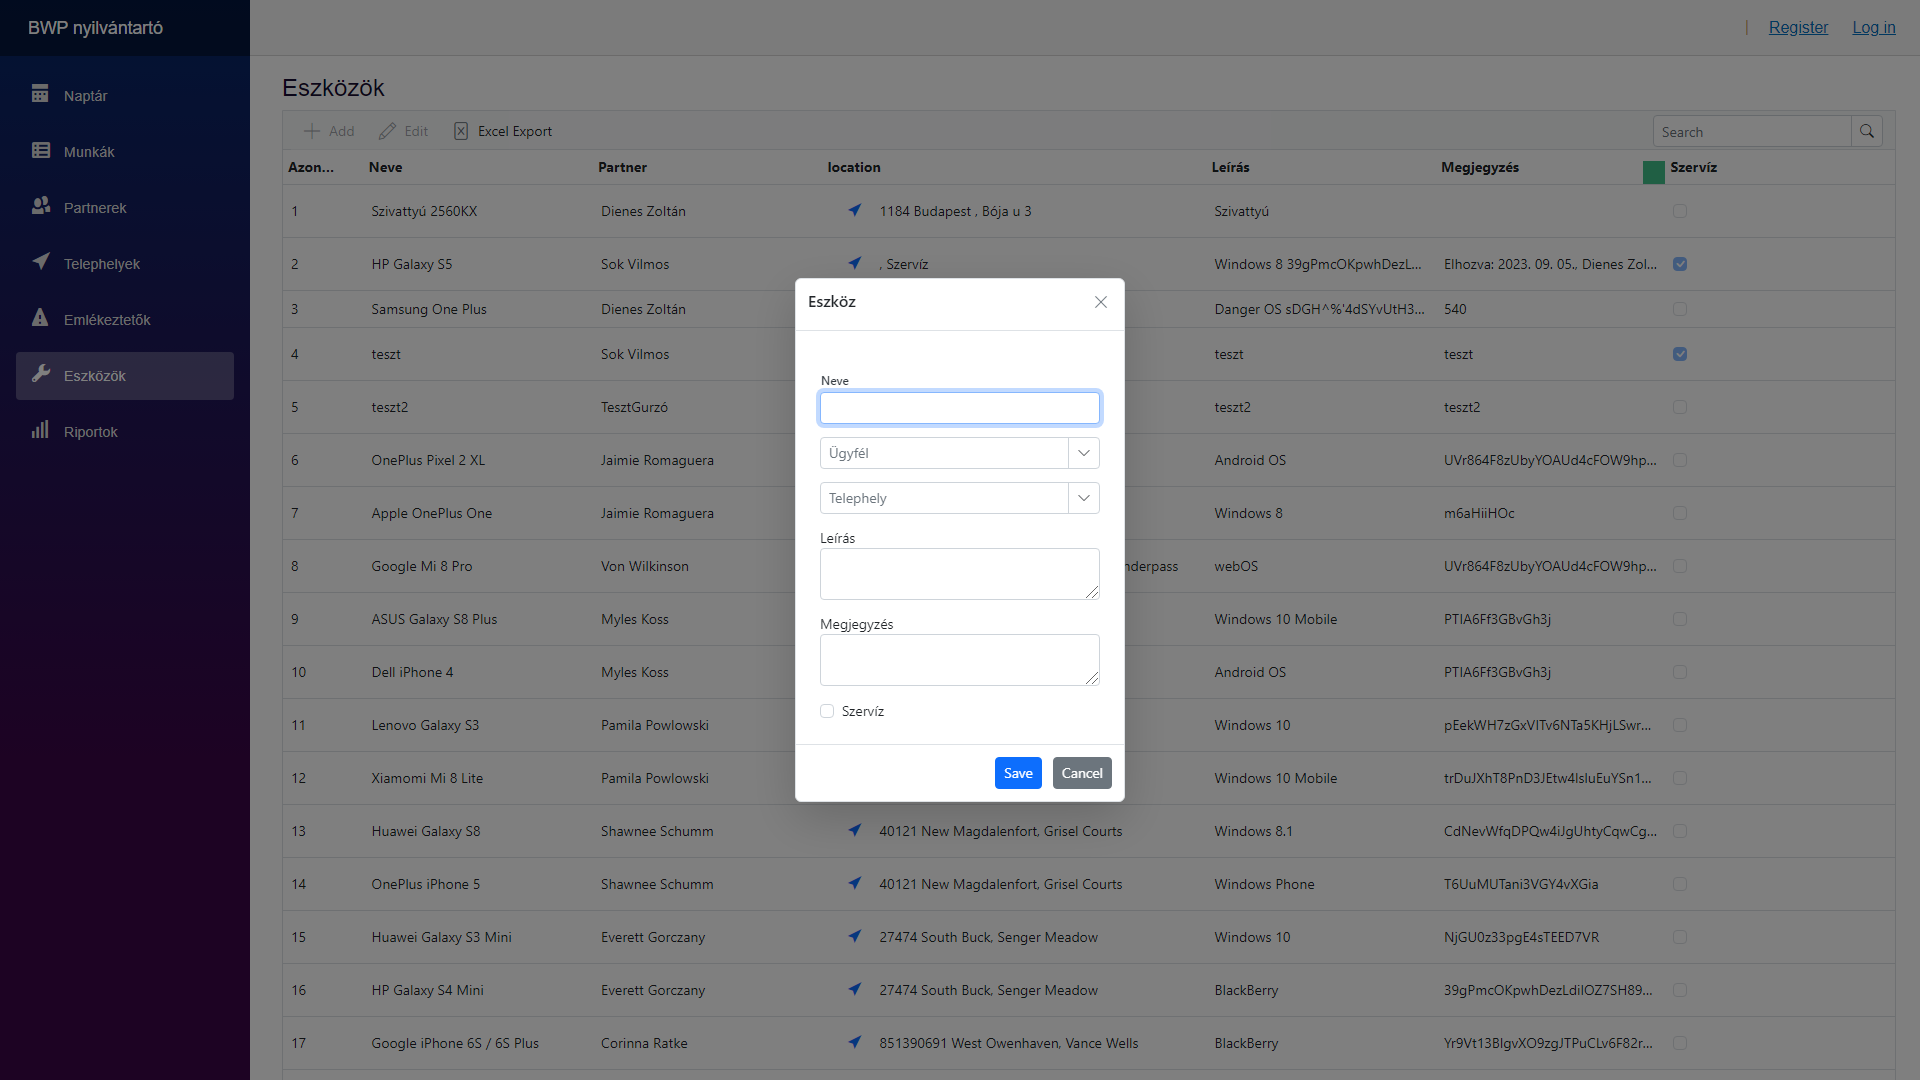 BWP nyilvántartó
Register
Log in
Naptár
Munkák
Partnerek
Telephelyek
Emlékeztetők
Eszközök
Riportok
Eszközök
Add
Edit
Excel Export
Search
Azon... Neve Partner location Leírás Megjegyzés Szervíz
1 Szivattyú 2560KX Dienes Zoltán 1184 Budapest , Bója u 3 Szivattyú
2 HP Galaxy S5 Sok Vilmos , Szervíz Windows 8 39gPmcOKpwhDezL... Elhozva: 2023. 09. 05., Dienes Zol...
3 Samsung One Plus Dienes Zoltán Danger OS sDGH^%'4dSYvUtH3... 540
4 teszt Sok Vilmos teszt teszt
5 teszt2 TesztGurzó teszt2 teszt2
6 OnePlus Pixel 2 XL Jaimie Romaguera Android OS UVr864F8zUbyYOAUd4cFOW9hp...
7 Apple OnePlus One Jaimie Romaguera Windows 8 m6aHiiHOc
8 Google Mi 8 Pro Von Wilkinson nderpass webOS UVr864F8zUbyYOAUd4cFOW9hp...
9 ASUS Galaxy S8 Plus Myles Koss Windows 10 Mobile PTIA6Ff3GBvGh3j
10 Dell iPhone 4 Myles Koss Android OS PTIA6Ff3GBvGh3j
11 Lenovo Galaxy S3 Pamila Powlowski Windows 10 pEekWH7zGxVITv6NTa5KHjLSwr...
12 Xiamomi Mi 8 Lite Pamila Powlowski Windows 10 Mobile trDuJXhT8PnD3JEtw4IsluEuYSn1...
13 Huawei Galaxy S8 Shawnee Schumm 40121 New Magdalenfort, Grisel Courts Windows 8.1 CdNevWfqDPQw4iJgUhtyCqwCg...
14 OnePlus iPhone 5 Shawnee Schumm 40121 New Magdalenfort, Grisel Courts Windows Phone T6UuMUTani3VGY4vXGia
15 Huawei Galaxy S3 Mini Everett Gorczany 27474 South Buck, Senger Meadow Windows 10 NjGU0z33pgE4sTEED7VR
16 HP Galaxy S4 Mini Everett Gorczany 27474 South Buck, Senger Meadow BlackBerry 39gPmcOKpwhDezLdilOZ7SH89...
17 Google iPhone 6S / 6S Plus Corinna Ratke 851390691 West Owenhaven, Vance Wells BlackBerry Yr9Vt13BIgvXO9zgJTPuCLv6F82r...
Eszköz
Neve
Ügyfél
Telephely
Leírás
Megjegyzés
Szervíz
Save
Cancel